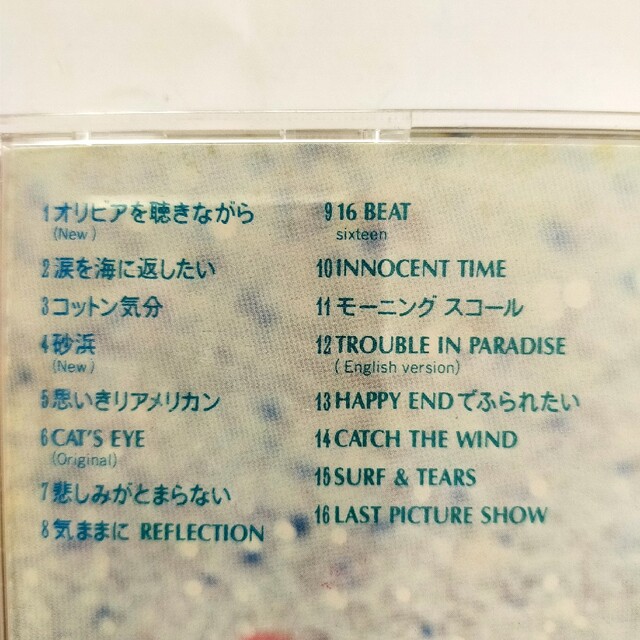 1 オリビアを聴きながら
(New)
2 涙を海に返したい
3 コットン気分
4 砂浜
(New)
5 思いきりアメリカン
6 CAT'S EYE
(Original)
7 悲しみがとまらない
8 気ままに REFLECTION
9 16 BEAT
sixteen
10 INNOCENT TIME
11 モーニング スコール
12 TROUBLE IN PARADISE
(English version)
13 HAPPY ENDでふられたい
14 CATCH THE WIND
15 SURF & TEARS
16 LAST PICTURE SHOW